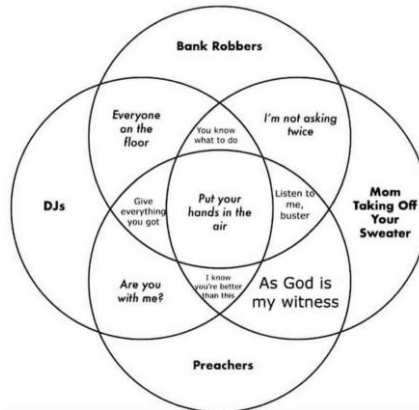 Bank Robbers
Everyone
on the
floor
You know
what to do
I'm not asking
twice
DJs
Give
everything
you got
Put your
hands in the
air
Listen to
me,
buster
Mom
Taking Off
Your
Sweater
Are you
with me?
I know
you're better
than this
As God is
my witness
Preachers